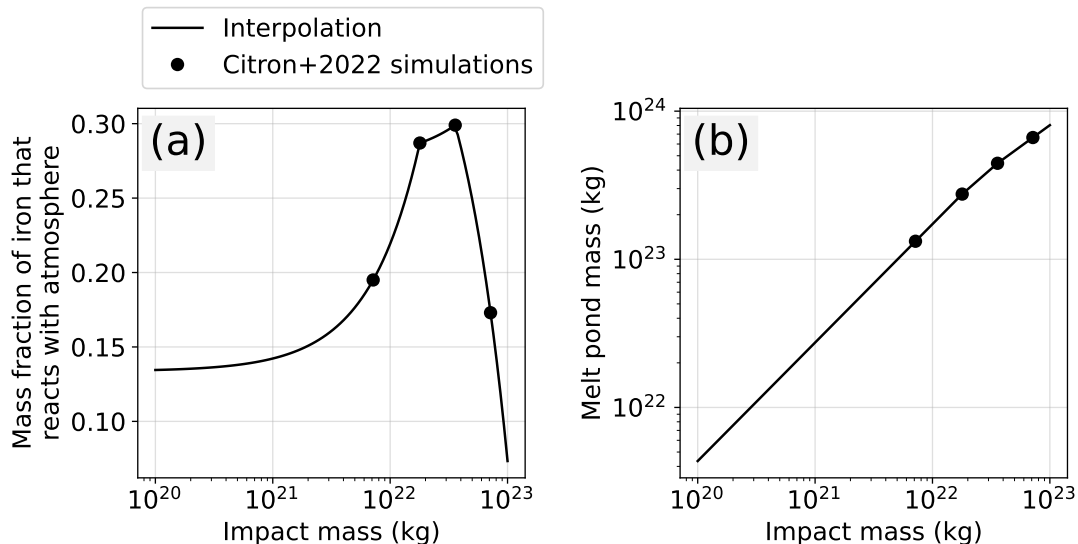 Interpolation
Citron+2022 simulations
(a)
Mass fraction of iron that
reacts with atmosphere
0.30
0.25
0.20
0.15
0.10
10^20
10^21
10^22
10^23
Impact mass (kg)
(b)
Melt pond mass (kg)
10^24
10^23
10^22
10^20
10^21
10^22
10^23
Impact mass (kg)